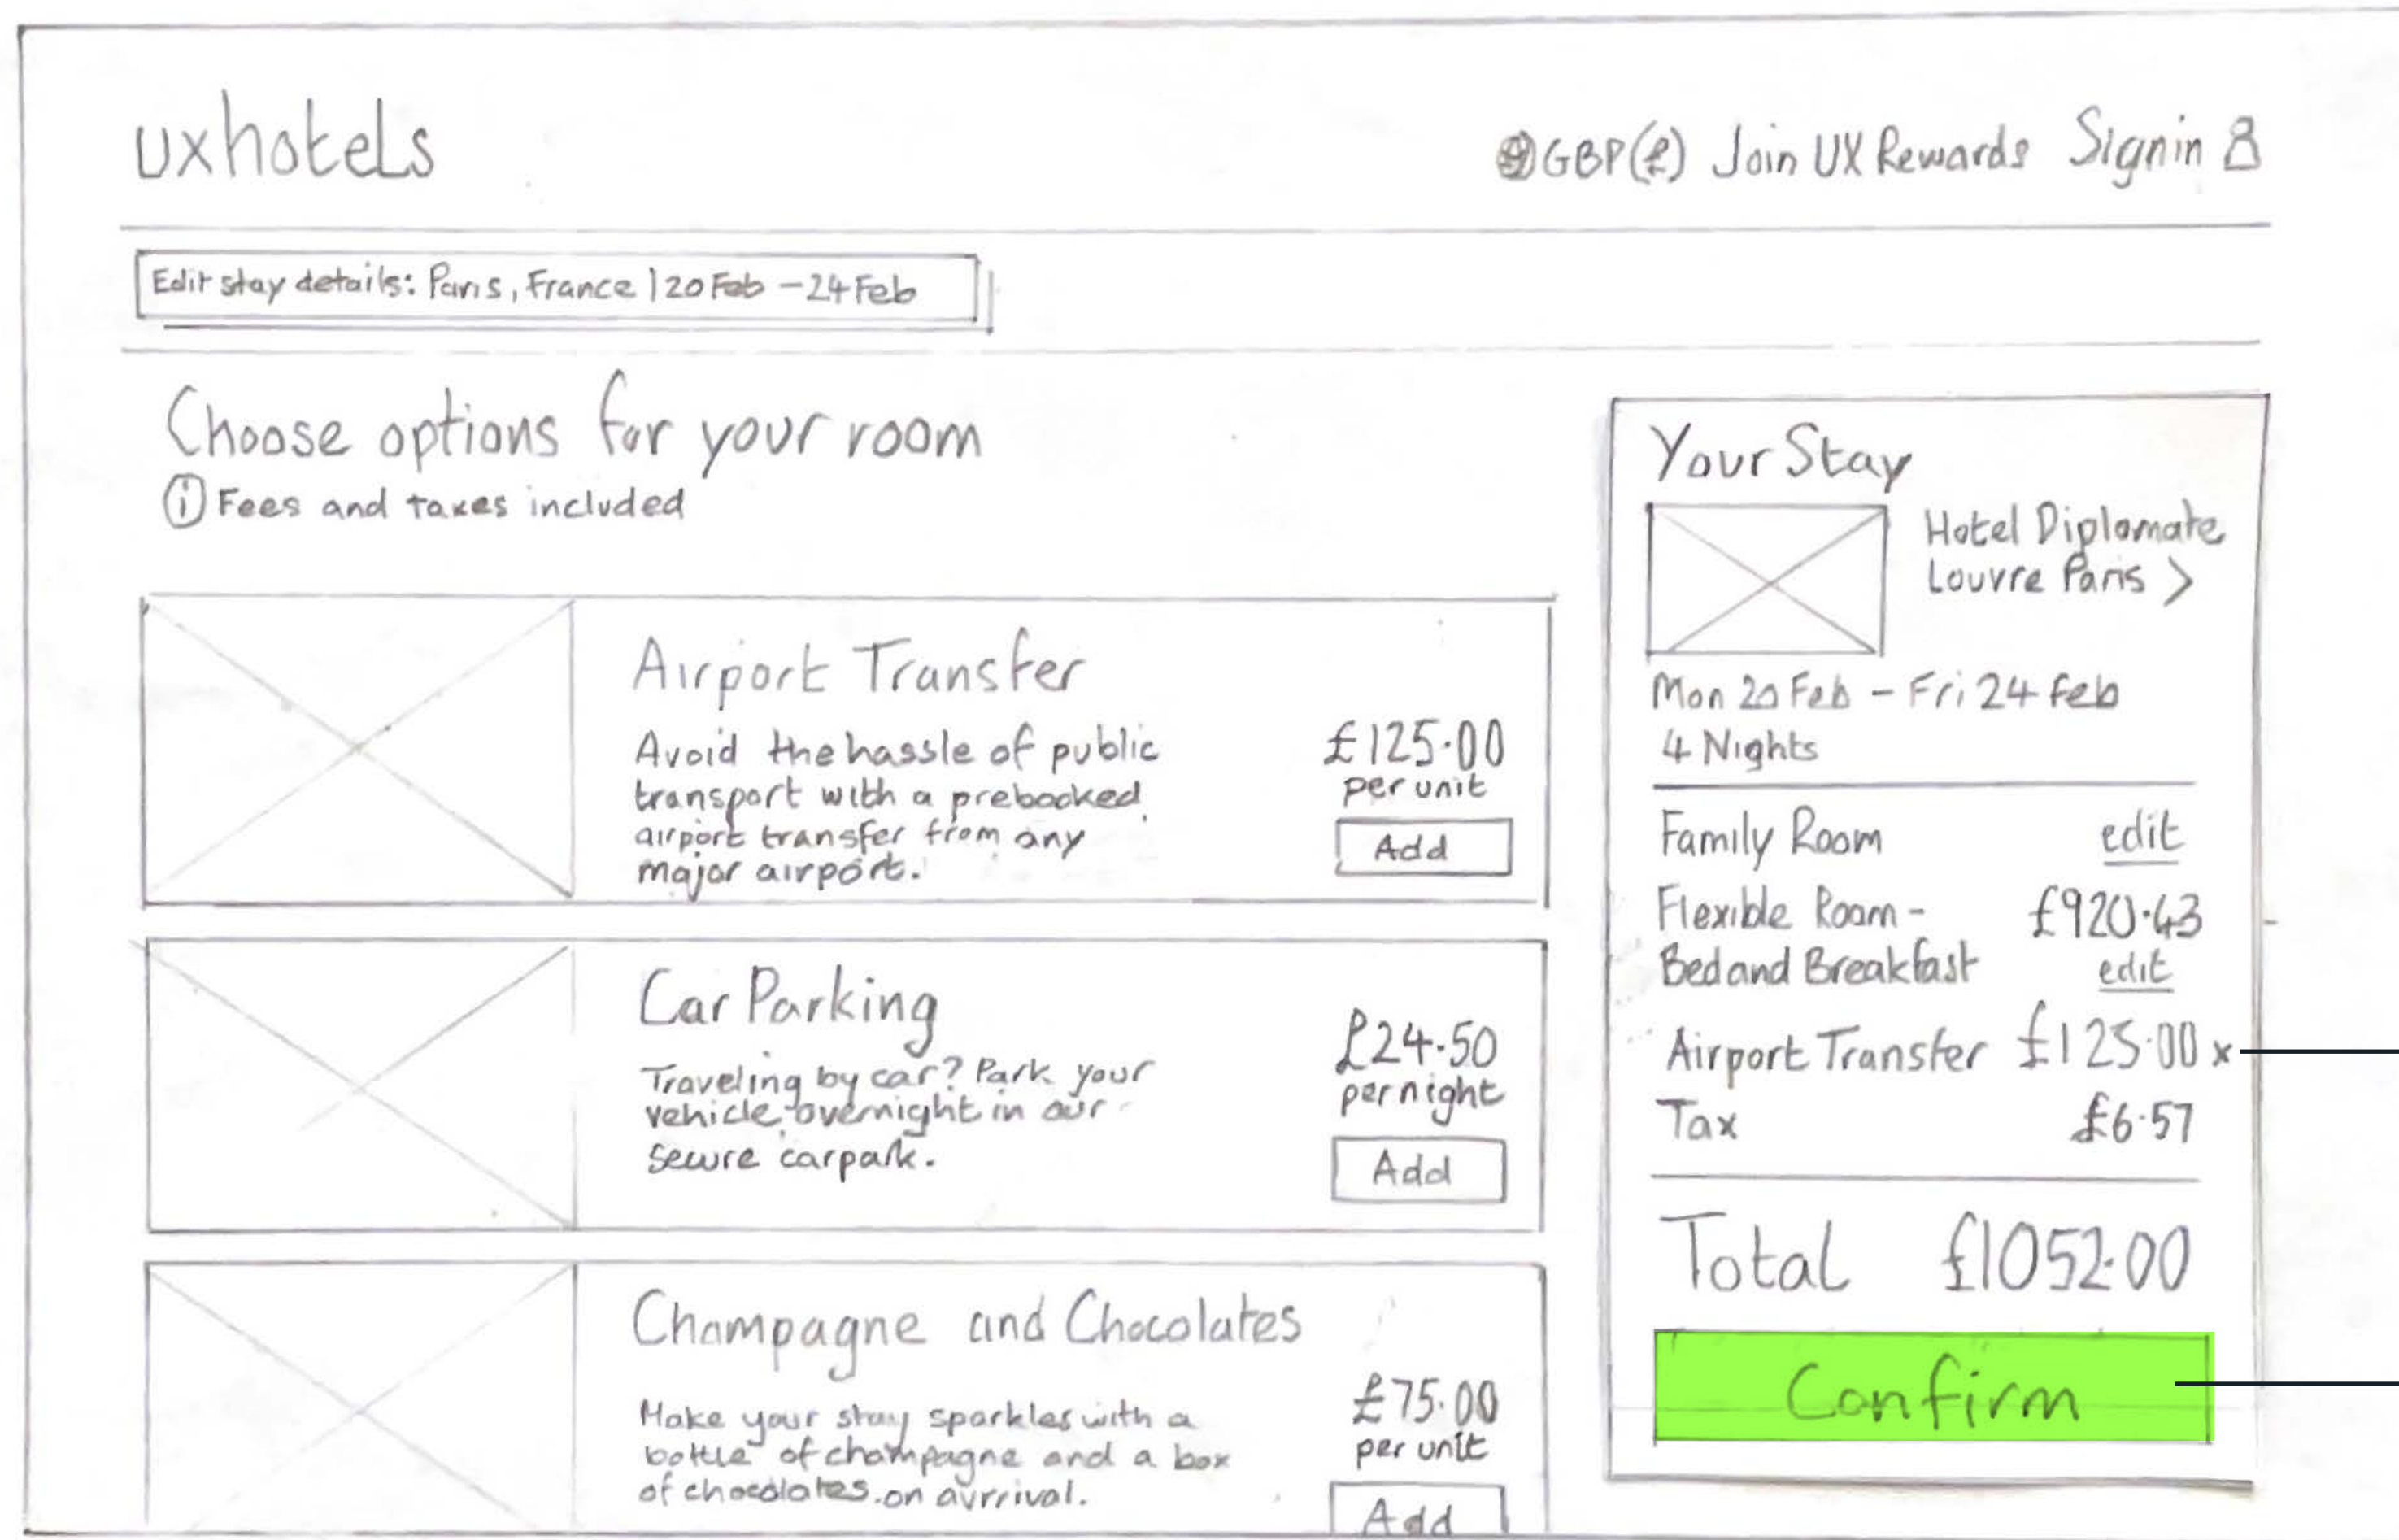 uxhotels
GBP(£) Join UX Rewards Signin
Edit stay details: Paris, France | 20 Feb - 24 Feb
Choose options for your room
i Fees and taxes included
Airport Transfer
Avoid the hassle of public
transport with a prebooked
airport transfer from any
major airport.
£125.00
per unit
Add
Car Parking
Traveling by car? Park your
vehicle overnight in our
secure carpark.
£24.50
per night
Add
Champagne and Chocolates
Make your stay sparkles with a
bottle of champagne and a box
of chocolates on avrrival.
£75.00
per unit
Add
Your Stay
Hotel Diplomate
Louvre Paris >
Mon 20 Feb - Fri 24 Feb
4 Nights
Family Room edit
Flexible Room - £920.43
Bed and Breakfast edit
Airport Transfer £125.00 x
Tax £6.57
Total £1052.00
Confirm